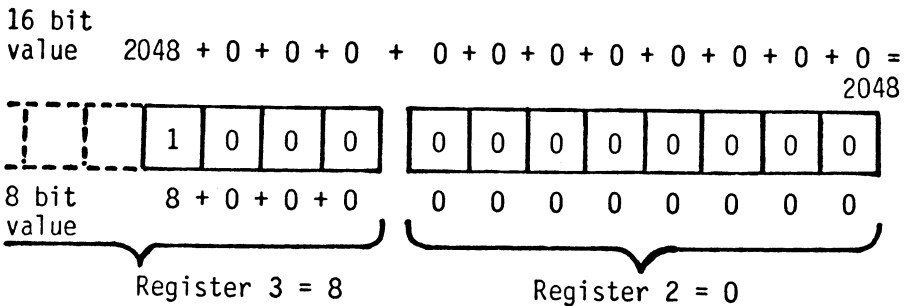 16 bit
value 2048 + 0 + 0 + 0 + 0 + 0 + 0 + 0 + 0 + 0 + 0 + 0 =
2048
1 0 0 0 0 0 0 0 0 0 0 0
8 bit 8 + 0 + 0 + 0 0 0 0 0 0 0 0 0
value
Register 3 = 8 Register 2 = 0